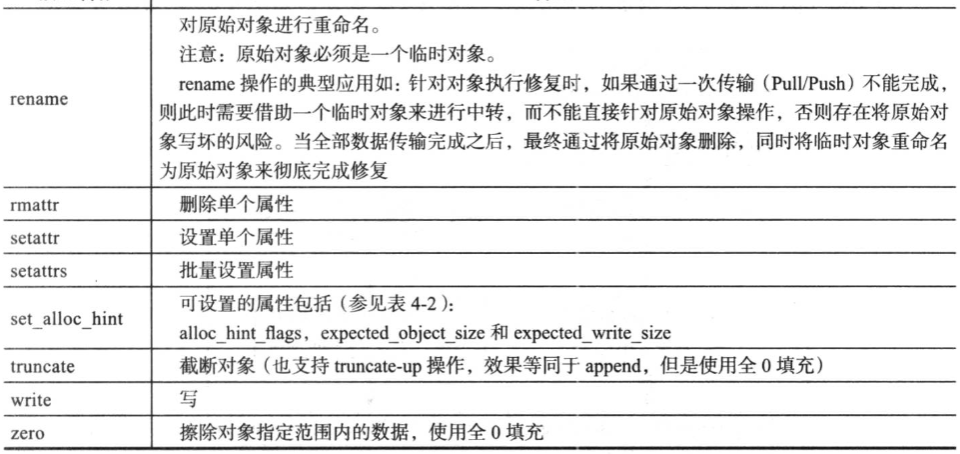 对原始对象进行重命名。
注意：原始对象必须是一个临时对象。
rename
rename 操作的典型应用如：针对对象执行修复时，如果通过一次传输（Pull/Push）不能完成，
则此时需要借助一个临时对象来进行中转，而不能直接针对原始对象操作，否则存在将原始对
象写坏的风险。当全部数据传输完成之后，最终通过将原始对象删除，同时将临时对象重命名
为原始对象来彻底完成修复
rmattr 删除单个属性
setattr 设置单个属性
setattrs 批量设置属性
set_alloc_hint
可设置的属性包括（参见表 4-2）：
alloc_hint_flags，expected_object_size 和 expected_write_size
truncate 截断对象（也支持 truncate-up 操作，效果等同于 append，但是使用全 0 填充）
write 写
zero 擦除对象指定范围内的数据，使用全 0 填充